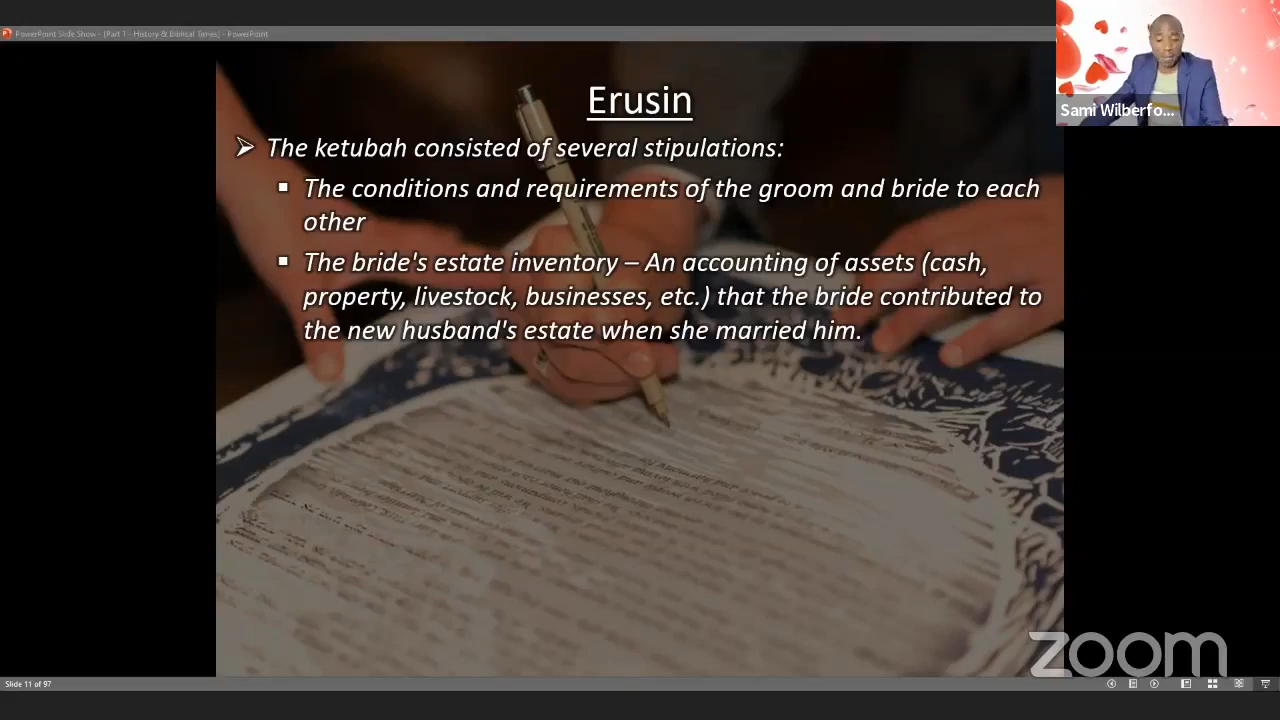 PowerPoint Slide Show - [Part 1 - History & Biblical Times] - PowerPoint
Sami Wilberfo...
Erusin
➢ The ketubah consisted of several stipulations:
▪ The conditions and requirements of the groom and bride to each
other
▪ The bride's estate inventory – An accounting of assets (cash,
property, livestock, businesses, etc.) that the bride contributed to
the new husband's estate when she married him.
zoom
Slide 11 of 97